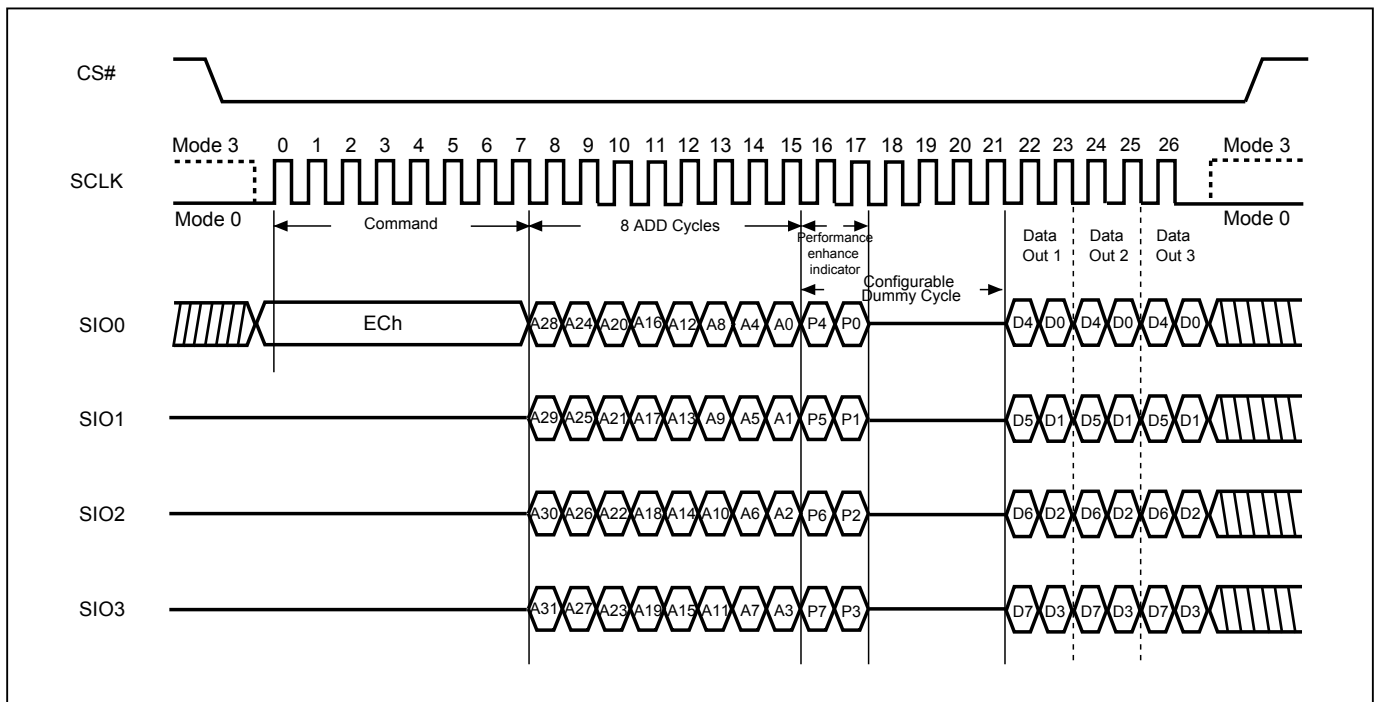 CS#
Mode 3 0 1 2 3 4 5 6 7 8 9 10 11 12 13 14 15 16 17 18 19 20 21 22 23 24 25 26 Mode 3
SCLK
Mode 0 Mode 0
Command 8 ADD Cycles
Performance
enhance
indicator
Data
Out 1
Data
Out 2
Data
Out 3
Configurable
Dummy Cycle
SIO0 ECh A28 A24 A20 A16 A12 A8 A4 A0 P4 P0 D4 D0 D4 D0 D4 D0
SIO1 A29 A25 A21 A17 A13 A9 A5 A1 P5 P1 D5 D1 D5 D1 D5 D1
SIO2 A30 A26 A22 A18 A14 A10 A6 A2 P6 P2 D6 D2 D6 D2 D6 D2
SIO3 A31 A27 A23 A19 A15 A11 A7 A3 P7 P3 D7 D3 D7 D3 D7 D3